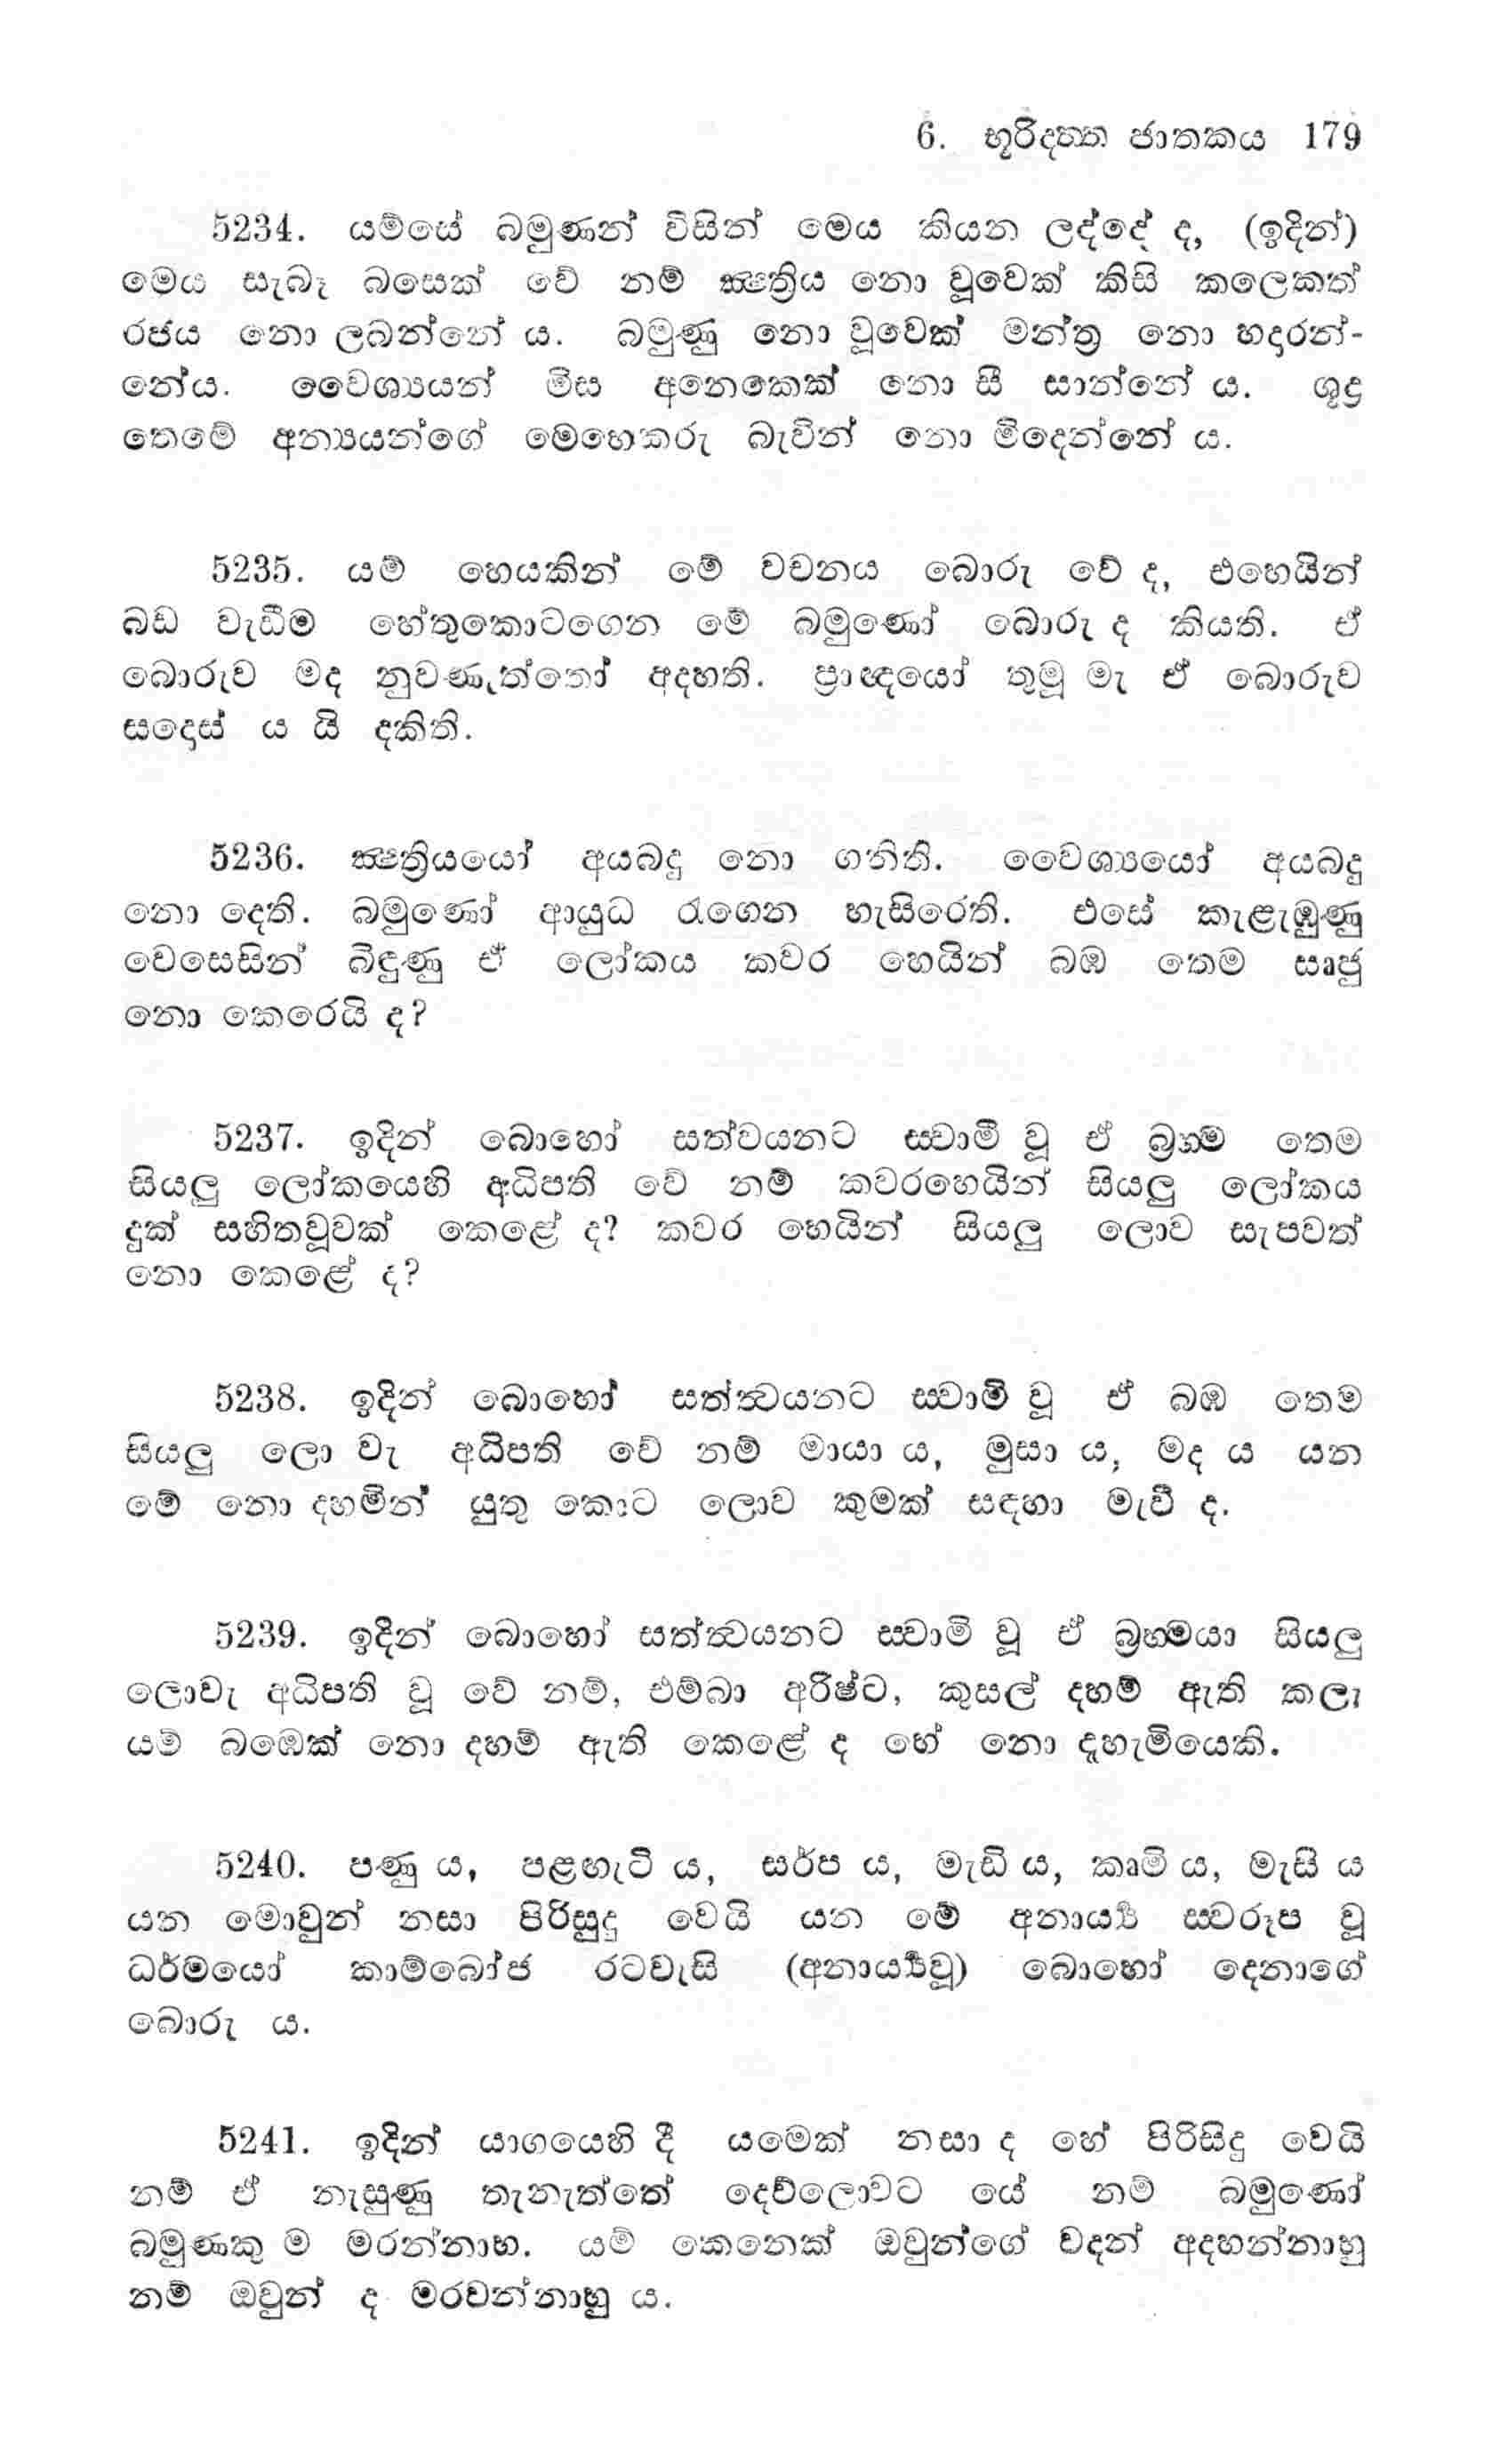 6. භූරිදත්ත ජාතකය 179
5234. යම්සේ බමුණන් විසින් මෙය කියන ලද්දේ ද, (ඉදින්)
මෙය සැබෑ බසෙක් වේ නම් ක්‍ෂත්‍රිය නො වූවෙක් කිසි කලෙකත්
රජය නො ලබන්නේ ය. බමුණු නො වූවෙක් මන්ත්‍ර නො හදාරන්-
නේය. වෛශ්‍යයන් මිස අනෙකෙක් නො සී සාන්නේ ය. ශූද්‍ර
තෙමේ අන්‍යයන්ගේ මෙහෙකරු බැවින් නො මිදෙන්නේ ය.
5235. යම් හෙයකින් මේ වචනය බොරු වේ ද, එහෙයින්
බඩ වැඩීම හේතුකොටගෙන මේ බමුණෝ බොරු ද කියති. ඒ
බොරුව මද නුවණැත්තෝ අදහති. ප්‍රාඥයෝ තුමූ මැ ඒ බොරුව
සදොස් ය යි දකිති.
5236. ක්‍ෂත්‍රියයෝ අයබදු නො ගනිති. වෛශ්‍යයෝ අයබදු
නො දෙති. බමුණෝ ආයුධ රැගෙන හැසිරෙති. එසේ කැළැඹුණු
වෙසෙසින් බිඳුණු ඒ ලෝකය කවර හෙයින් බඹ තෙම සෘජු
නො කෙරෙයි ද?
5237. ඉදින් බොහෝ සත්වයනට ස්වාමී වූ ඒ බ්‍රහ්ම තෙම
සියලු ලෝකයෙහි අධිපති වේ නම් කවරහෙයින් සියලු ලෝකය
දුක් සහිතවූවක් කෙළේ ද? කවර හෙයින් සියලු ලොව සැපවත්
නො කෙළේ ද?
5238. ඉදින් බොහෝ සත්ත්‍වයනට ස්වාමි වූ ඒ බඹ තෙම
සියලු ලො වැ අධිපති වේ නම් මායා ය, මුසා ය, මද ය යන
මේ නො දහමින් යුතු කොට ලොව කුමක් සඳහා මැවී ද.
5239. ඉදින් බොහෝ සත්ත්‍වයනට ස්වාමි වූ ඒ බ්‍රහ්මයා සියලු
ලොවැ අධිපති වූ වේ නම්, එම්බා අරිෂ්ට, කුසල් දහම් ඇති කලැ
යම් බඹෙක් නො දහම් ඇති කෙළේ ද හේ නො දැහැමියෙකි.
5240. පණු ය, පළඟැටි ය, සර්ප ය, මැඩි ය, කෘමි ය, මැසි ය
යන මොවුන් නසා පිරිසුදු වෙයි යන මේ අනාර්‍ය්‍ය ස්වරූප වූ
ධර්මයෝ කාම්බෝජ රටවැසි (අනාර්‍ය්‍යවූ) බොහෝ දෙනාගේ
බොරු ය.
5241. ඉදින් යාගයෙහි දී යමෙක් නසා ද හේ පිරිසිදු වෙයි
නම් ඒ නැසුණු තැනැත්තේ දෙව්ලොවට යේ නම් බමුණෝ
බමුණකු ම මරන්නාහ. යම් කෙනෙක් ඔවුන්ගේ වදන් අදහන්නාහු
නම් ඔවුන් ද මරවන්නාහු ය.